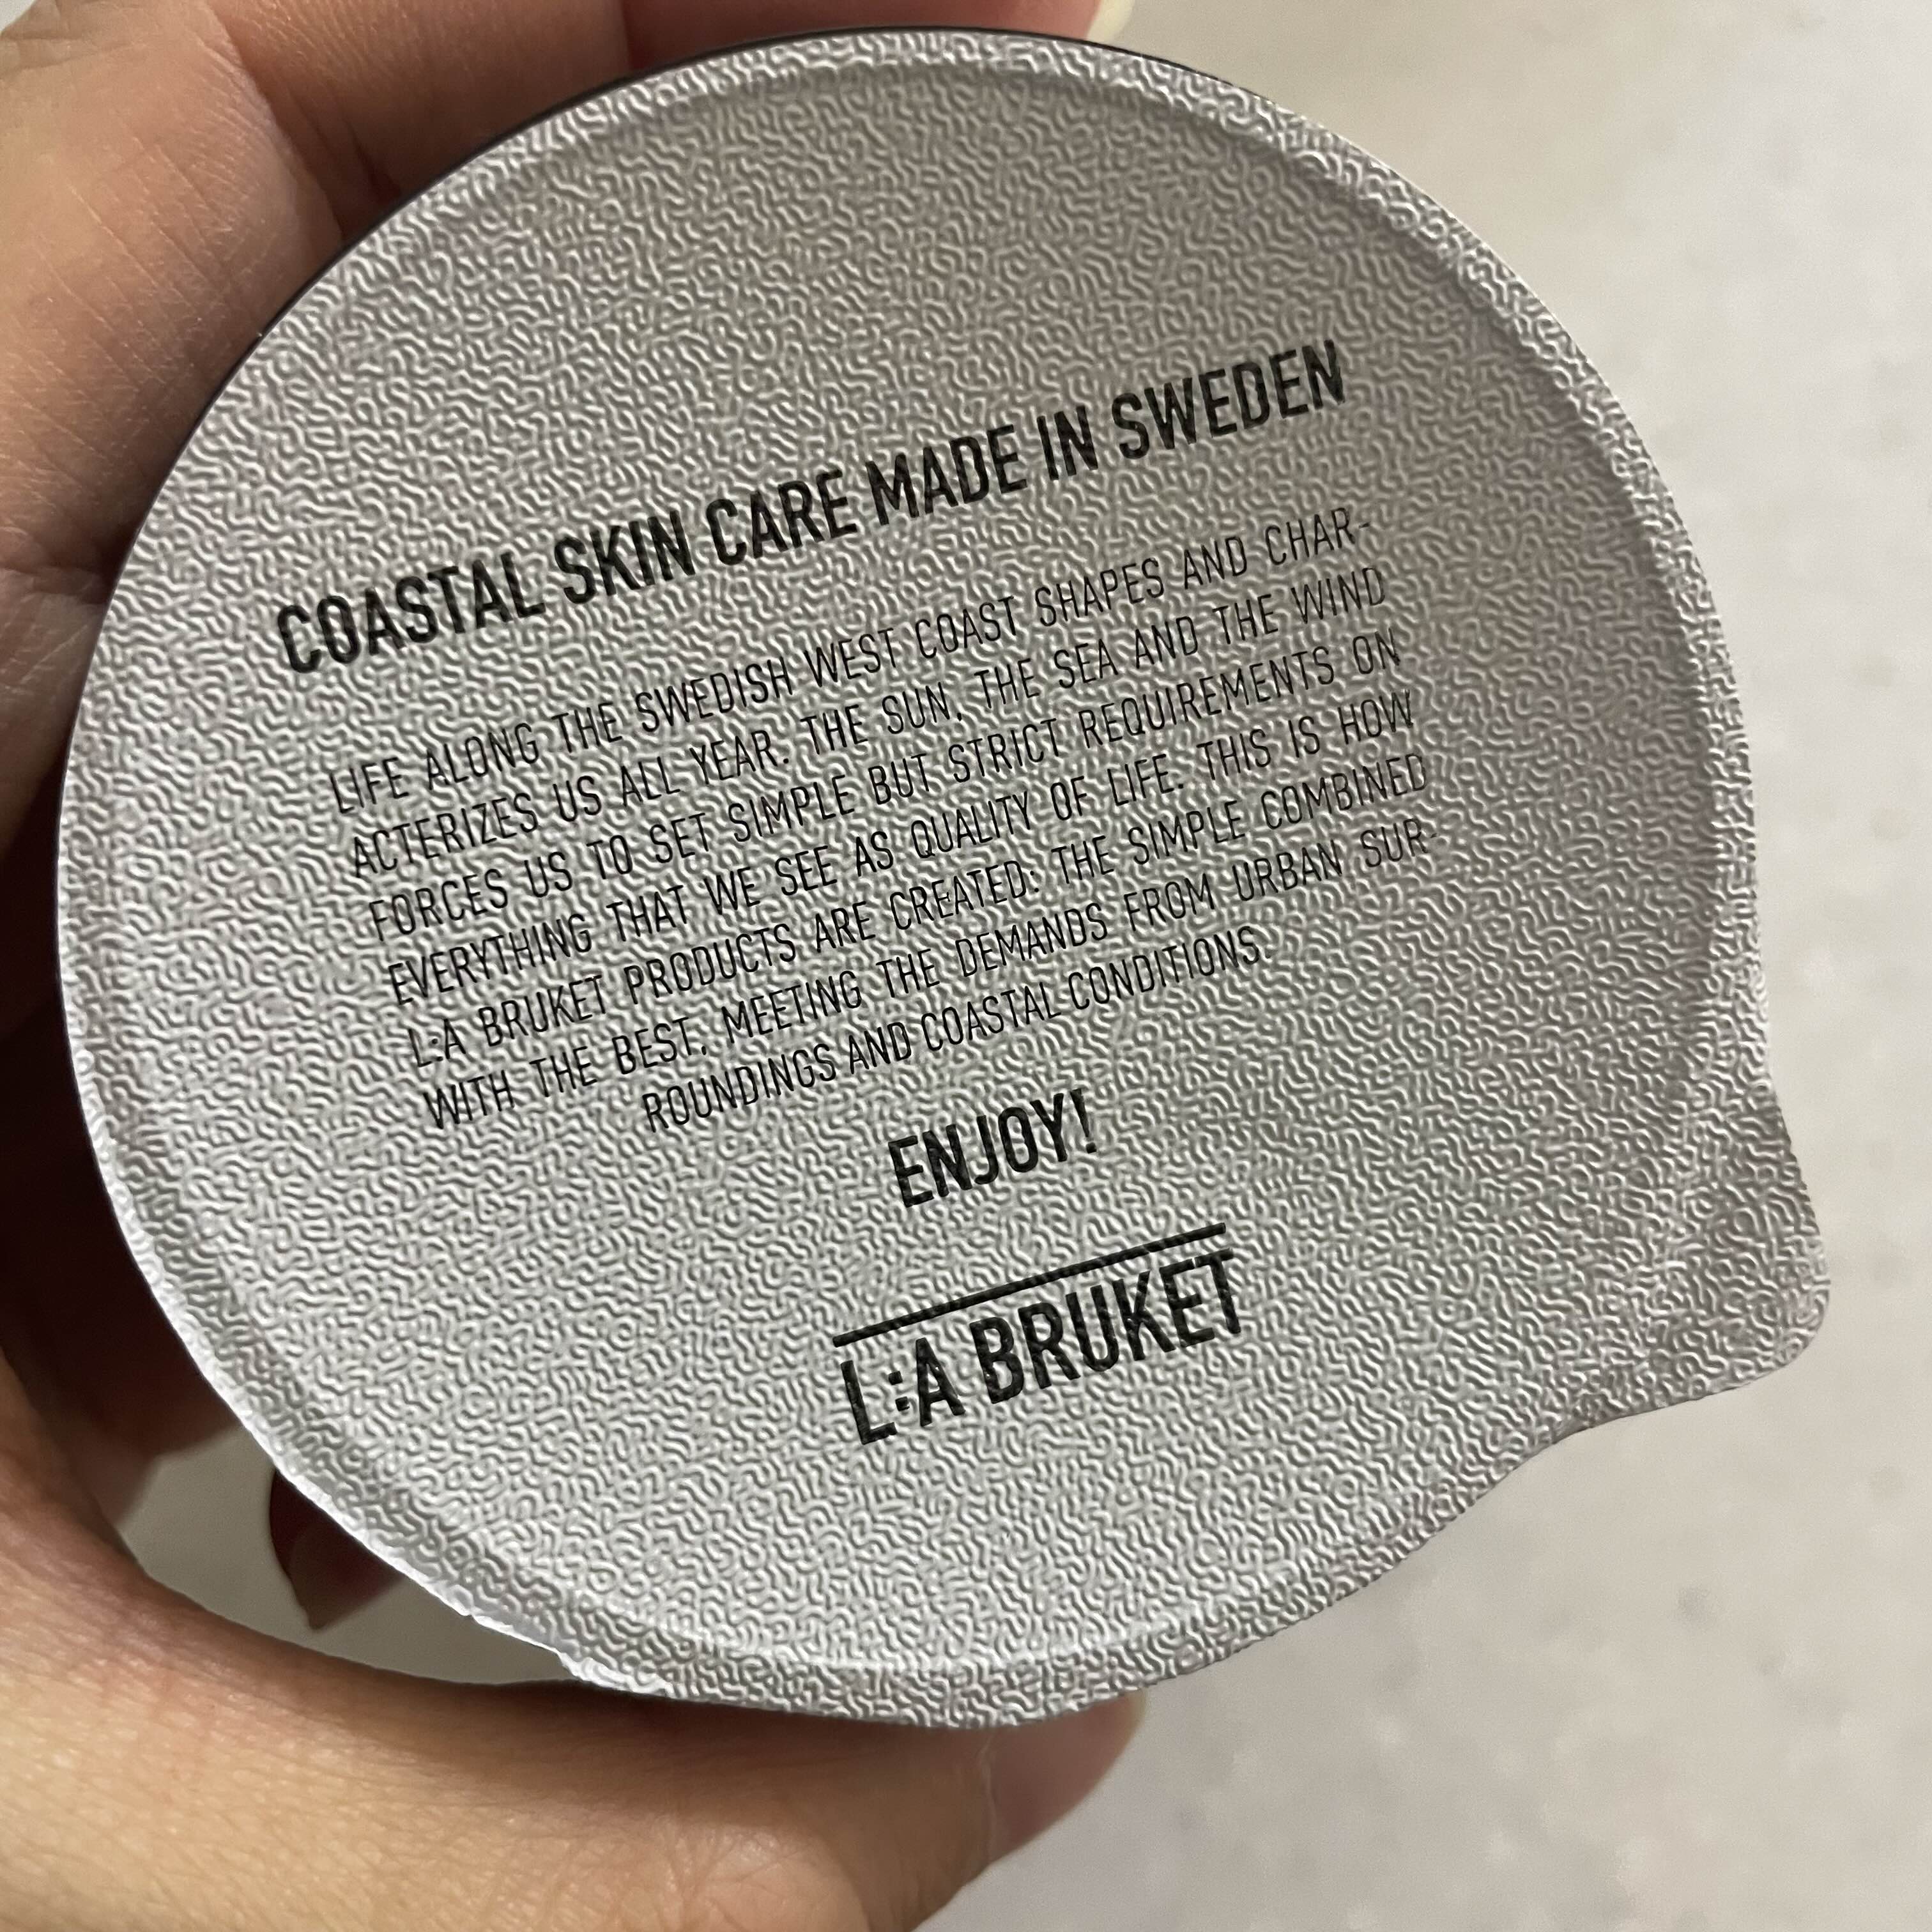 COASTAL SKIN CARE MADE IN SWEDEN
LIFE ALONG THE SWEDISH WEST COAST SHAPES AND CHAR-
ACTERIZES US ALL YEAR. THE SUN, THE SEA AND THE WIND
FORCES US TO SET SIMPLE BUT STRICT REQUIREMENTS ON
EVERYTHING THAT WE SEE AS QUALITY OF LIFE. THIS IS HOW
L:A BRUKET PRODUCTS ARE CREATED: THE SIMPLE COMBINED
WITH THE BEST, MEETING THE DEMANDS FROM URBAN SUR-
ROUNDINGS AND COASTAL CONDITIONS.
ENJOY!
L:A BRUKET